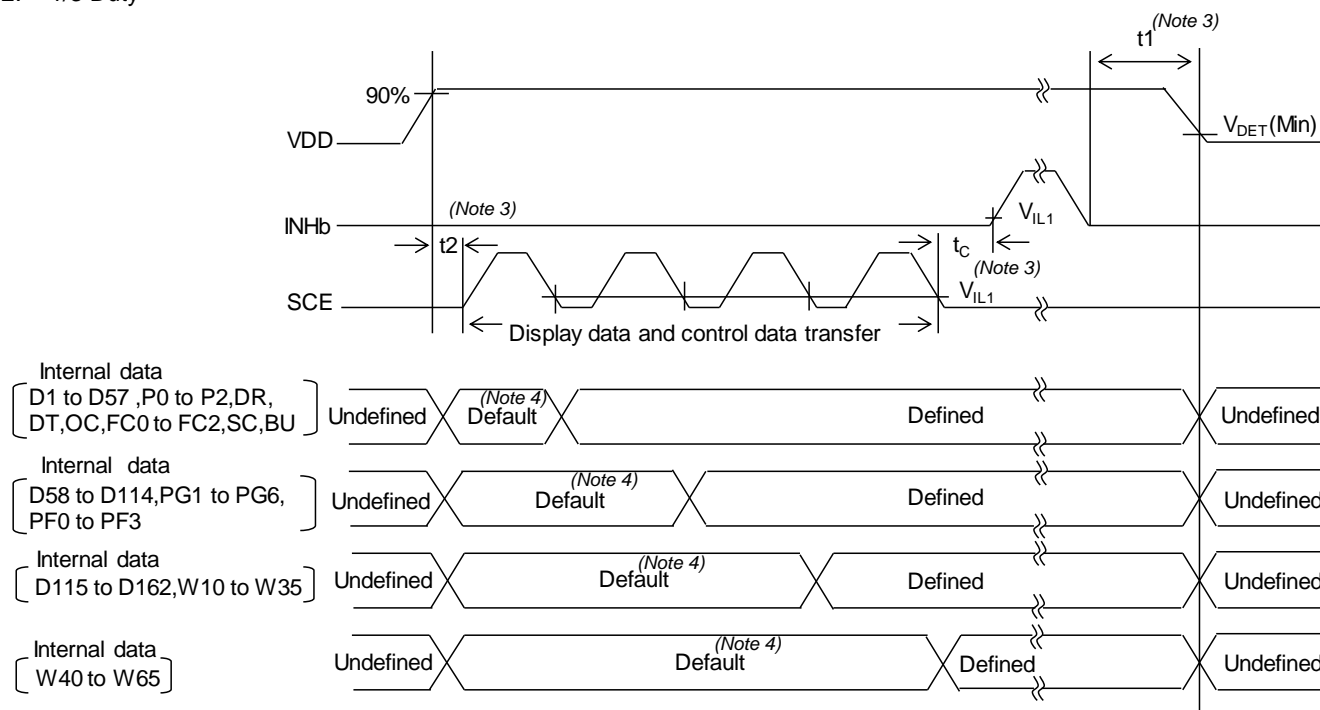 (Note 3)
t1
90%
VDD
VDET(Min)
(Note 3)
INHb
VIL1
t2
tC
(Note 3)
VIL1
SCE
Display data and control data transfer
Internal data
D1 to D57 ,P0 to P2,DR,
DT,OC,FC0 to FC2,SC,BU
Undefined
(Note 4)
Default
Defined
Undefined
Internal data
D58 to D114,PG1 to PG6,
PF0 to PF3
Undefined
(Note 4)
Default
Defined
Undefined
Internal data
D115 to D162,W10 to W35
Undefined
(Note 4)
Default
Defined
Undefined
Internal data
W40 to W65
Undefined
(Note 4)
Default
Defined
Undefined